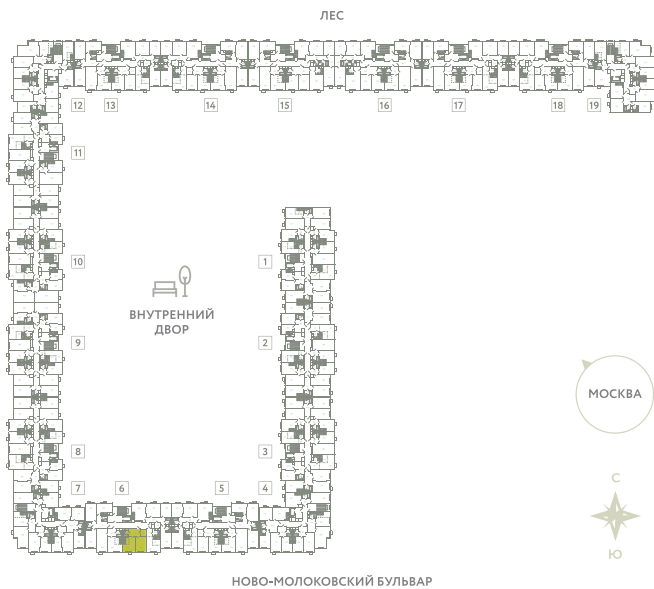 ЛЕС
12 13 14 15 16 17 18 19
11
10 1
ВНУТРЕННИЙ
ДВОР
9 2
МОСКВА
8 3
7 6 5 4
С
Ю
НОВО-МОЛОКОВСКИЙ БУЛЬВАР